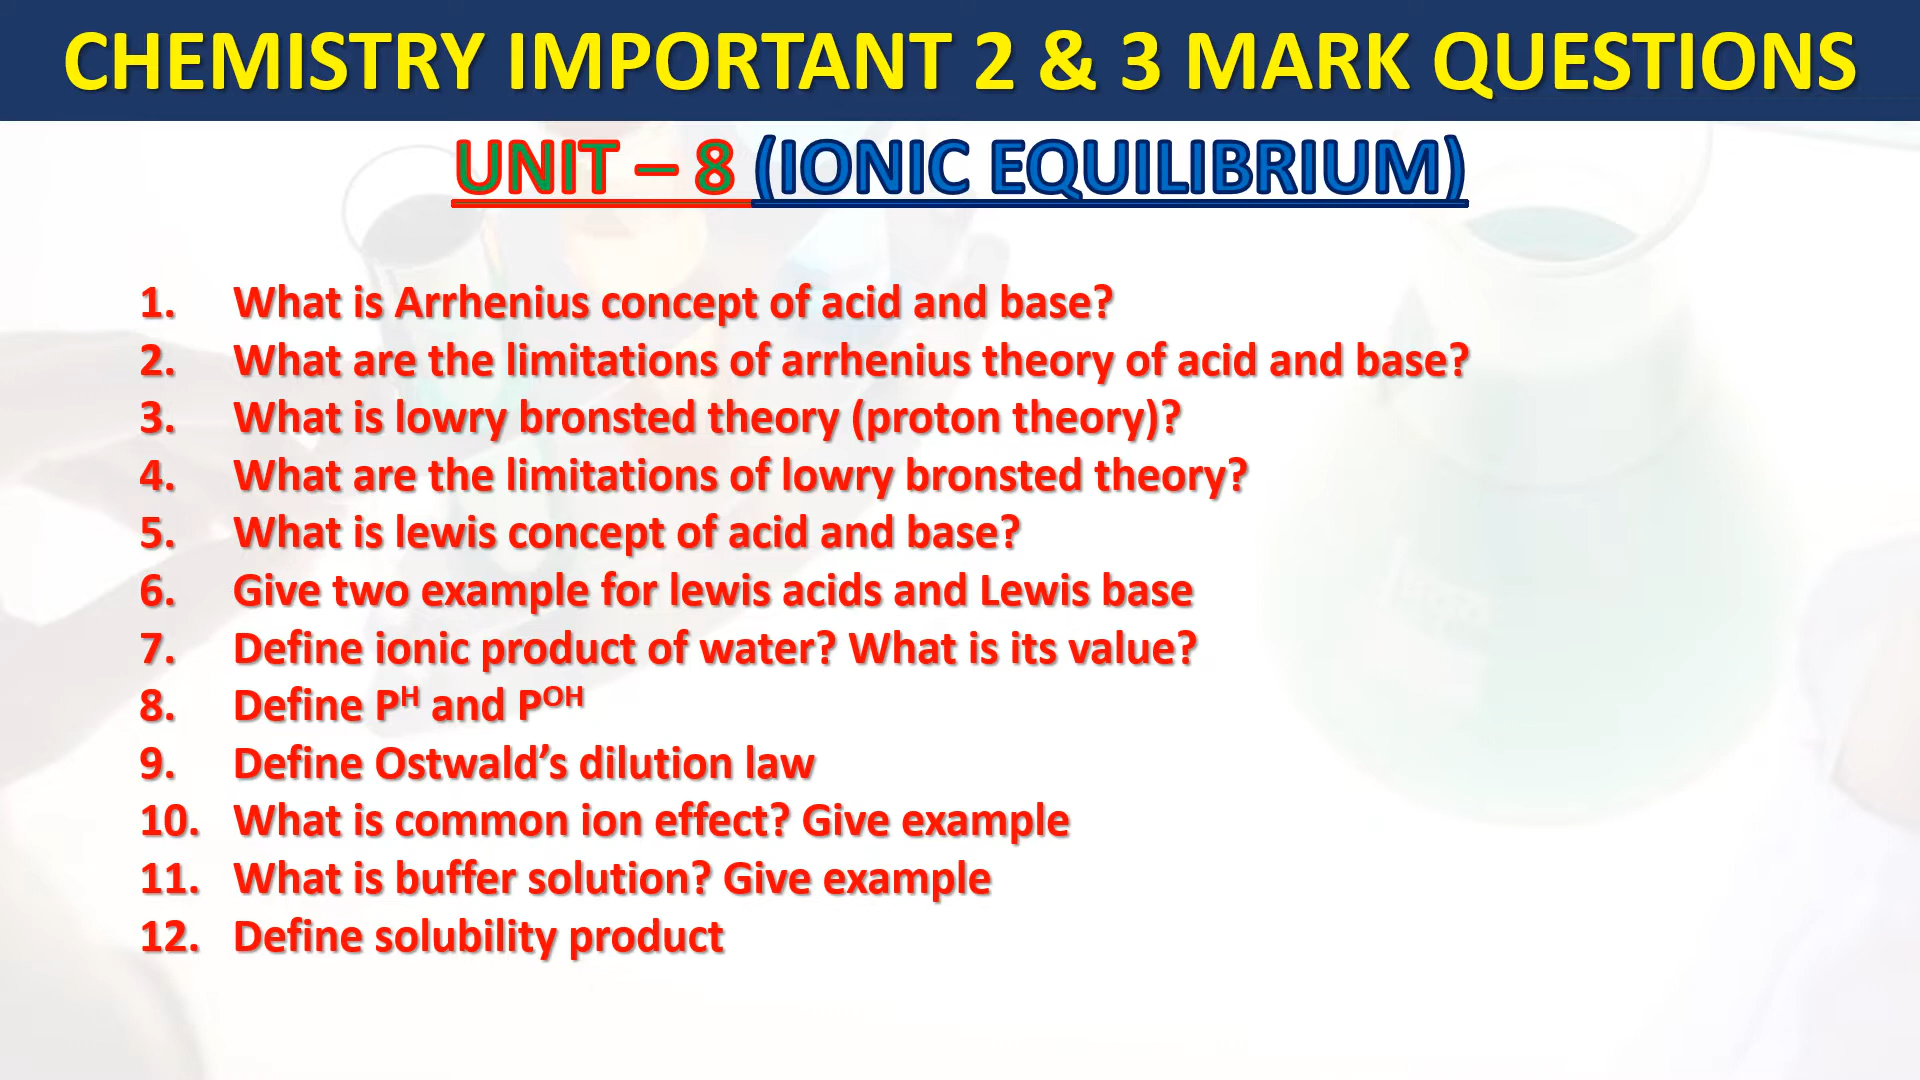 CHEMISTRY IMPORTANT 2 & 3 MARK QUESTIONS
UNIT – 8 (IONIC EQUILIBRIUM)
1. What is Arrhenius concept of acid and base?
2. What are the limitations of arrhenius theory of acid and base?
3. What is lowry bronsted theory (proton theory)?
4. What are the limitations of lowry bronsted theory?
5. What is lewis concept of acid and base?
6. Give two example for lewis acids and Lewis base
7. Define ionic product of water? What is its value?
8. Define Pᴴ and Pᴼᴴ
9. Define Ostwald’s dilution law
10. What is common ion effect? Give example
11. What is buffer solution? Give example
12. Define solubility product